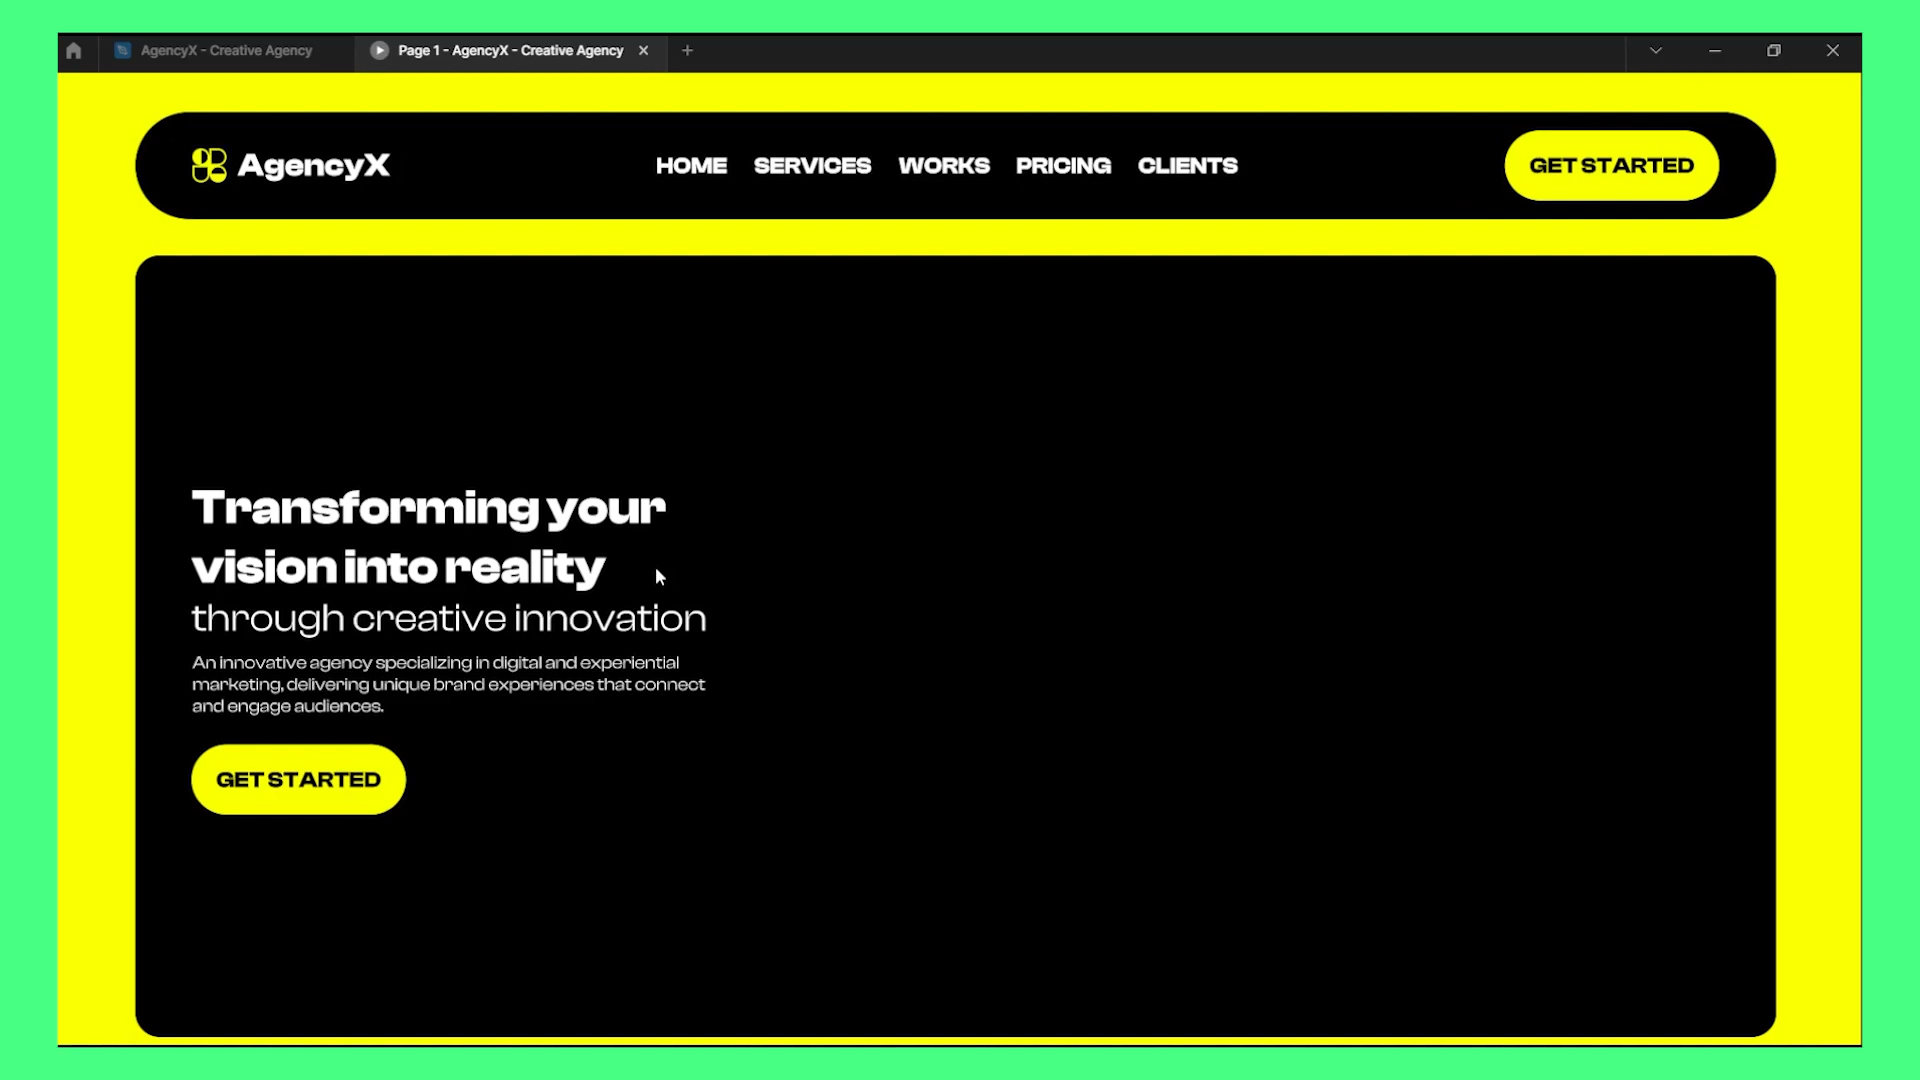 AgencyX - Creative Agency
Page 1 - AgencyX - Creative Agency
AgencyX
HOME SERVICES WORKS PRICING CLIENTS
GET STARTED
Transforming your
vision into reality
through creative innovation
An innovative agency specializing in digital and experiential
marketing, delivering unique brand experiences that connect
and engage audiences.
GET STARTED